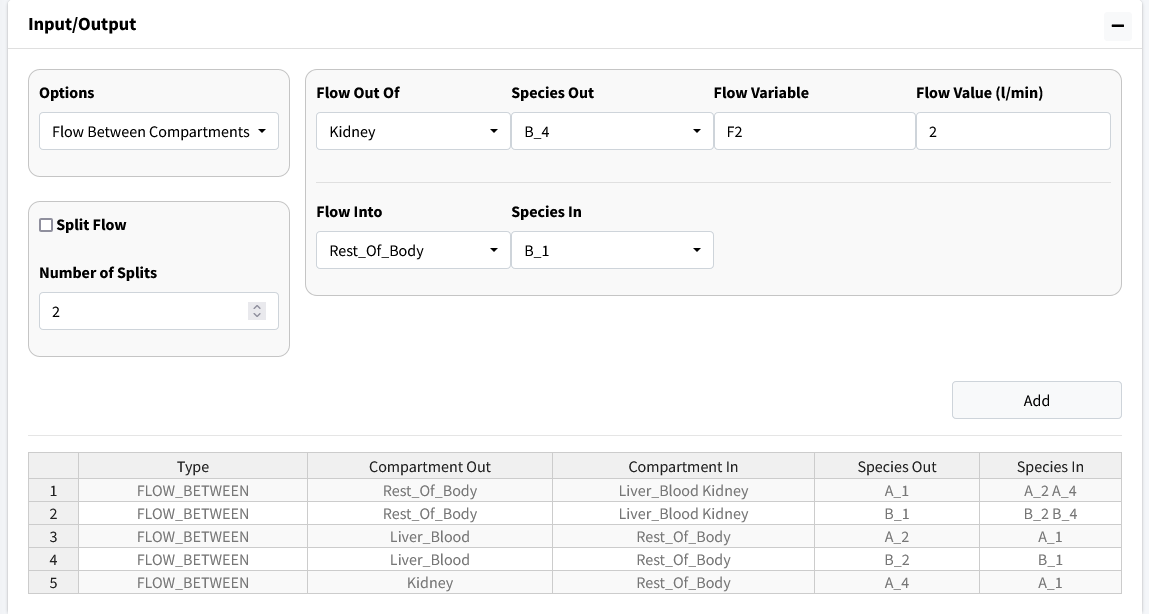 Input/Output
Options
Flow Between Compartments
Split Flow
Number of Splits
2
Flow Out Of Species Out Flow Variable Flow Value (l/min)
Kidney B_4 F2 2
Flow Into Species In
Rest_Of_Body B_1
Add
Type Compartment Out Compartment In Species Out Species In
1 FLOW_BETWEEN Rest_Of_Body Liver_Blood Kidney A_1 A_2 A_4
2 FLOW_BETWEEN Rest_Of_Body Liver_Blood Kidney B_1 B_2 B_4
3 FLOW_BETWEEN Liver_Blood Rest_Of_Body A_2 A_1
4 FLOW_BETWEEN Liver_Blood Rest_Of_Body B_2 B_1
5 FLOW_BETWEEN Kidney Rest_Of_Body A_4 A_1